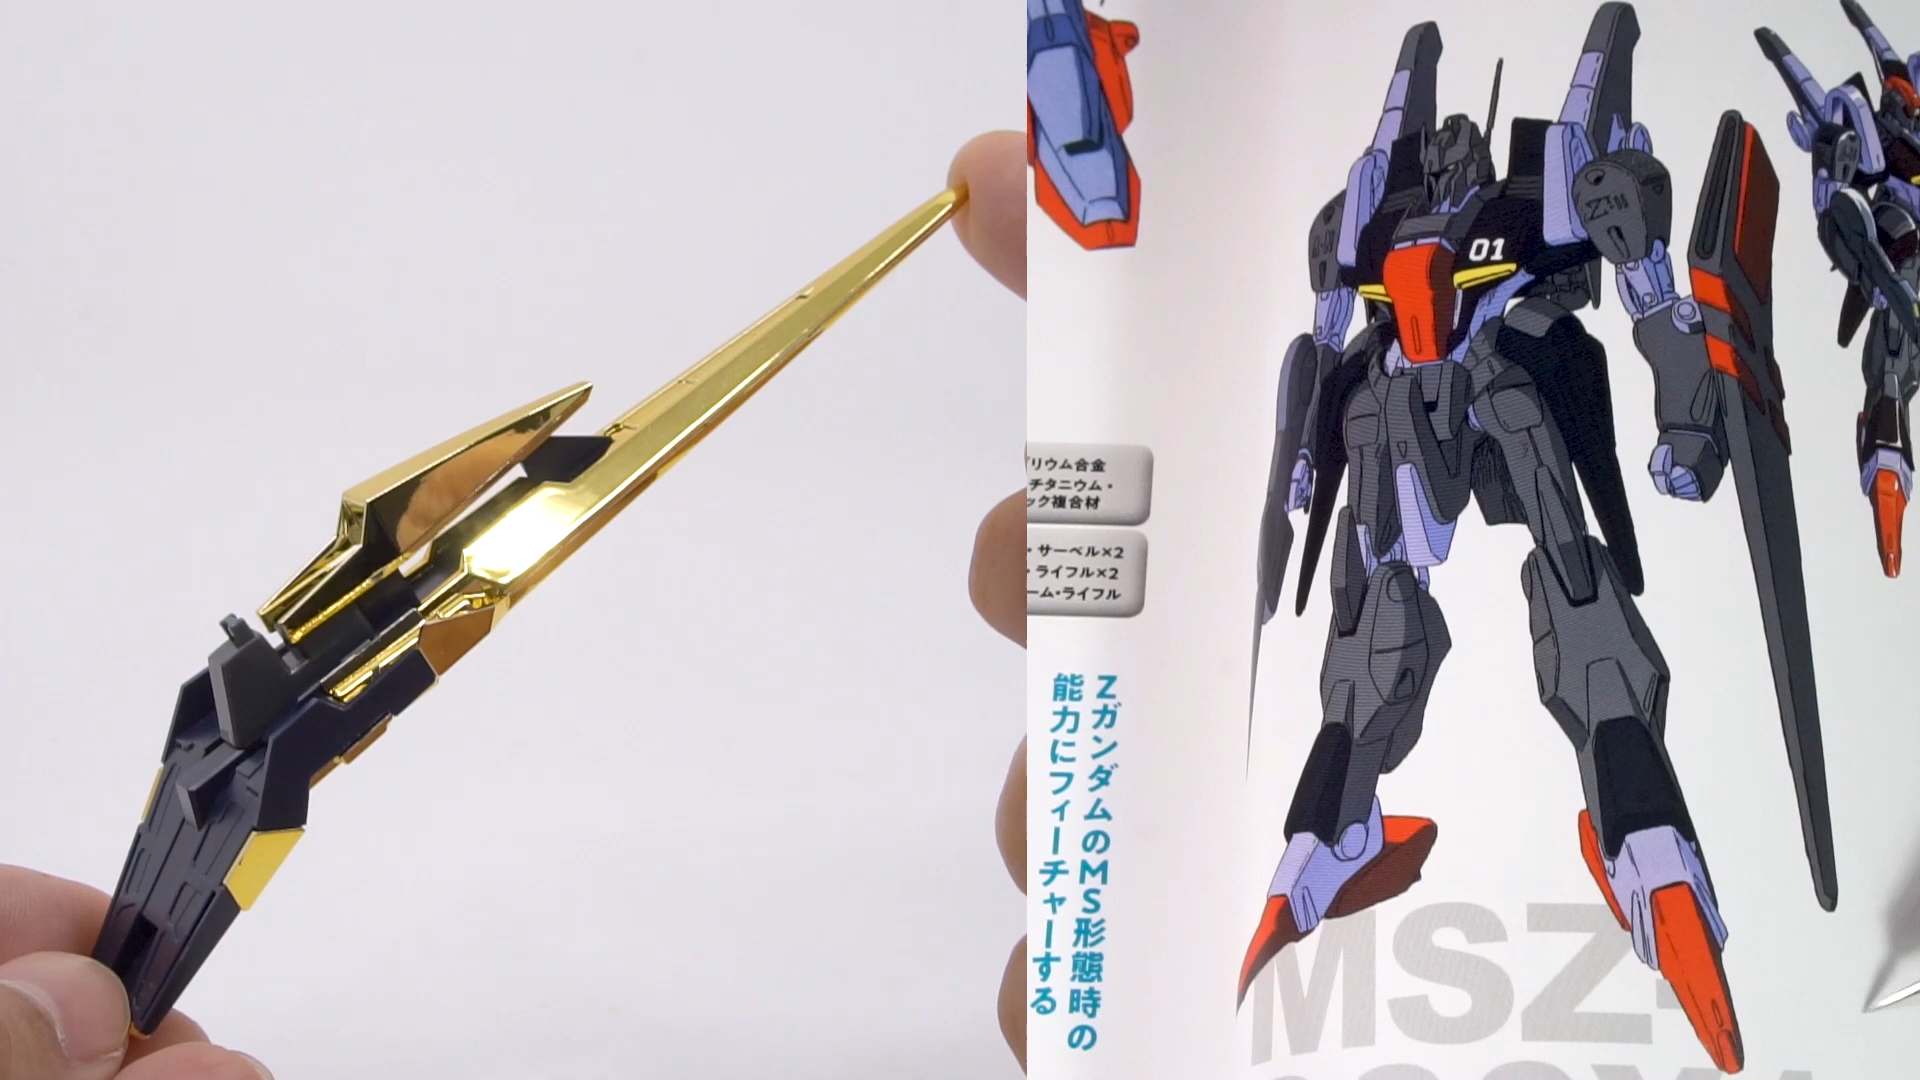 01
Z-II
リウム合金
チタニウム・
ック複合材
・サーベル×2
・ライフル×2
ーム・ライフル
Zガンダムのms形態時の
能力にフィーチャーする
MSZ-